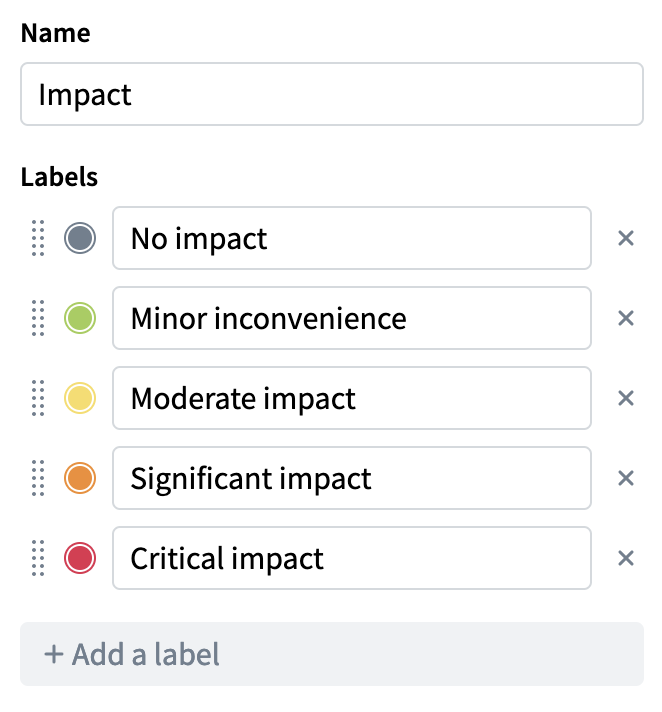 Name
Impact
Labels
No impact
Minor inconvenience
Moderate impact
Significant impact
Critical impact
+ Add a label